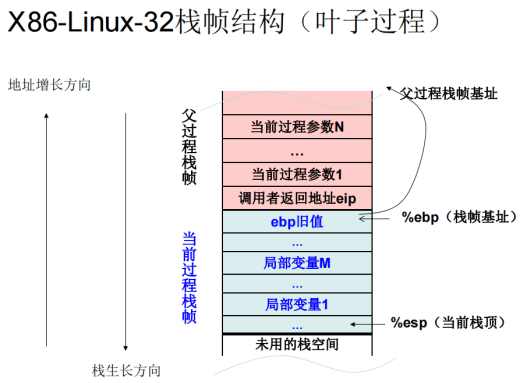 X86-Linux-32栈帧结构（叶子过程）
地址增长方向
父过程栈帧基址
父过程栈帧
当前过程参数N
...
当前过程参数1
调用者返回地址eip
ebp旧值
%ebp（栈帧基址）
当前过程栈帧
...
局部变量M
...
局部变量1
...
%esp（当前栈顶）
未用的栈空间
栈生长方向